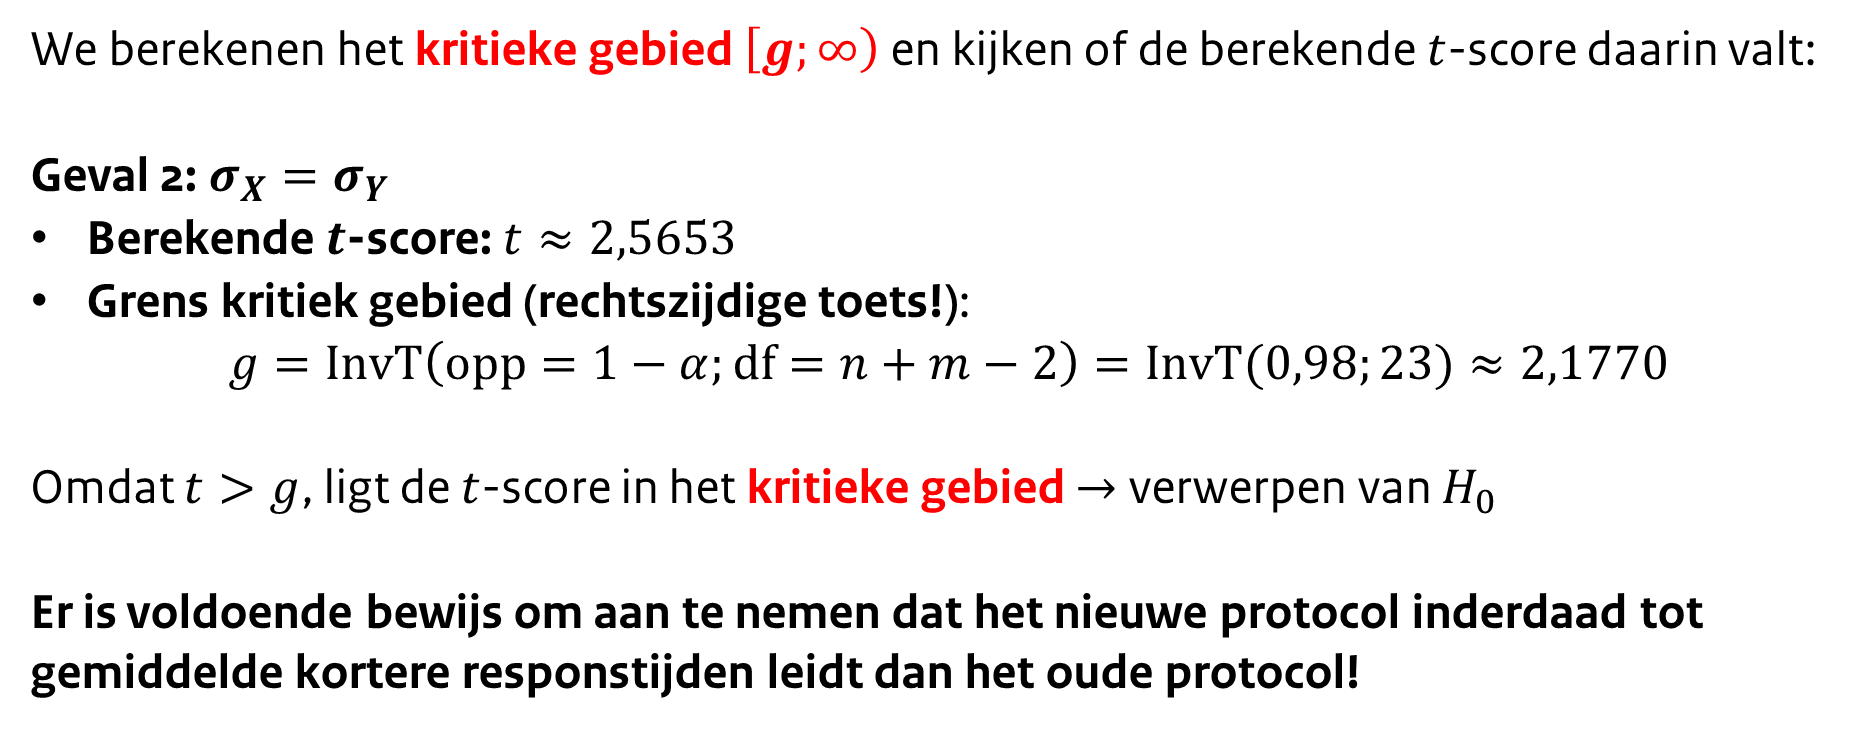 We berekenen het kritieke gebied [g; ∞) en kijken of de berekende t-score daarin valt:
Geval 2: σ_X = σ_Y
• Berekende t-score: t ≈ 2,5653
• Grens kritiek gebied (rechtszijdige toets!):
g = InvT(opp = 1 − α; df = n + m − 2) = InvT(0,98; 23) ≈ 2,1770
Omdat t > g, ligt de t-score in het kritieke gebied → verwerpen van H₀
Er is voldoende bewijs om aan te nemen dat het nieuwe protocol inderdaad tot
gemiddelde kortere responstijden leidt dan het oude protocol!